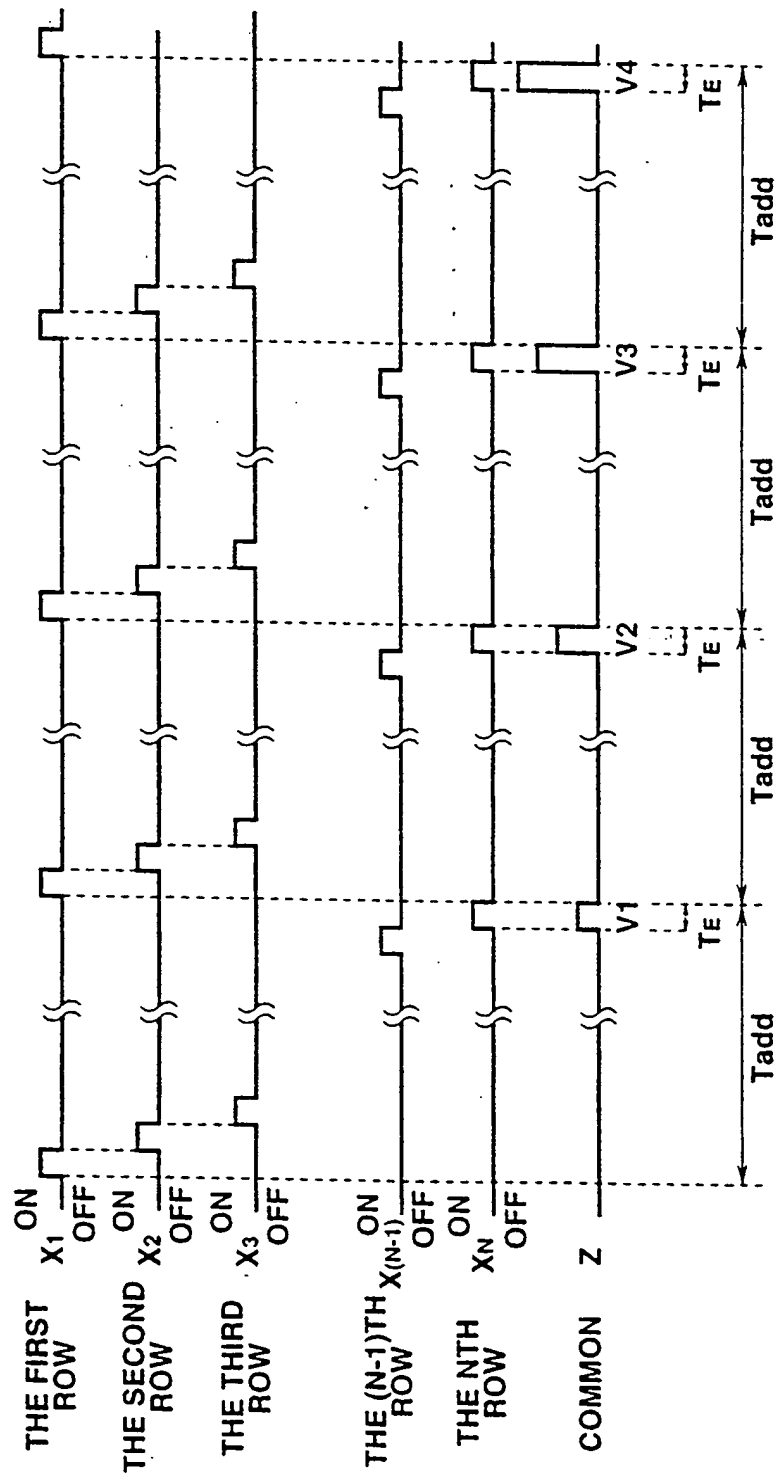 THE FIRST
ROW
X1
ON
OFF
THE SECOND
ROW
X2
ON
OFF
THE THIRD
ROW
X3
ON
OFF
THE (N-1)TH
ROW
X(N-1)
ON
OFF
THE NTH
ROW
XN
ON
OFF
COMMON
Z
V1
V2
V3
V4
TE
TE
TE
TE
Tadd
Tadd
Tadd
Tadd